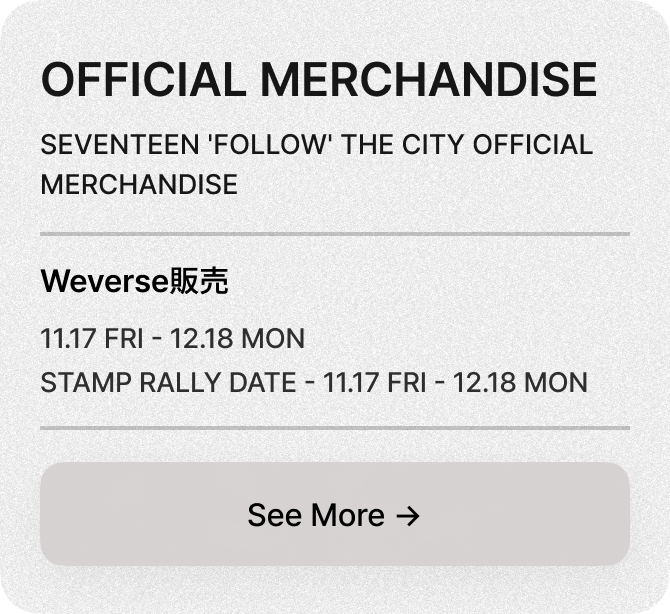 OFFICIAL MERCHANDISE
SEVENTEEN 'FOLLOW' THE CITY OFFICIAL
MERCHANDISE
Weverse販売
11.17 FRI - 12.18 MON
STAMP RALLY DATE - 11.17 FRI - 12.18 MON
See More →